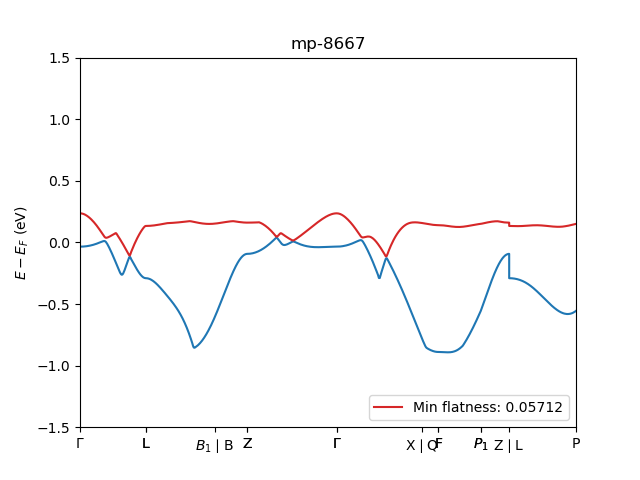 mp-8667
E − E_F (eV)
1.5
1.0
0.5
0.0
−0.5
−1.0
−1.5
Min flatness: 0.05712
Γ L B₁ | B Z Γ X | Q F P₁ Z | L P